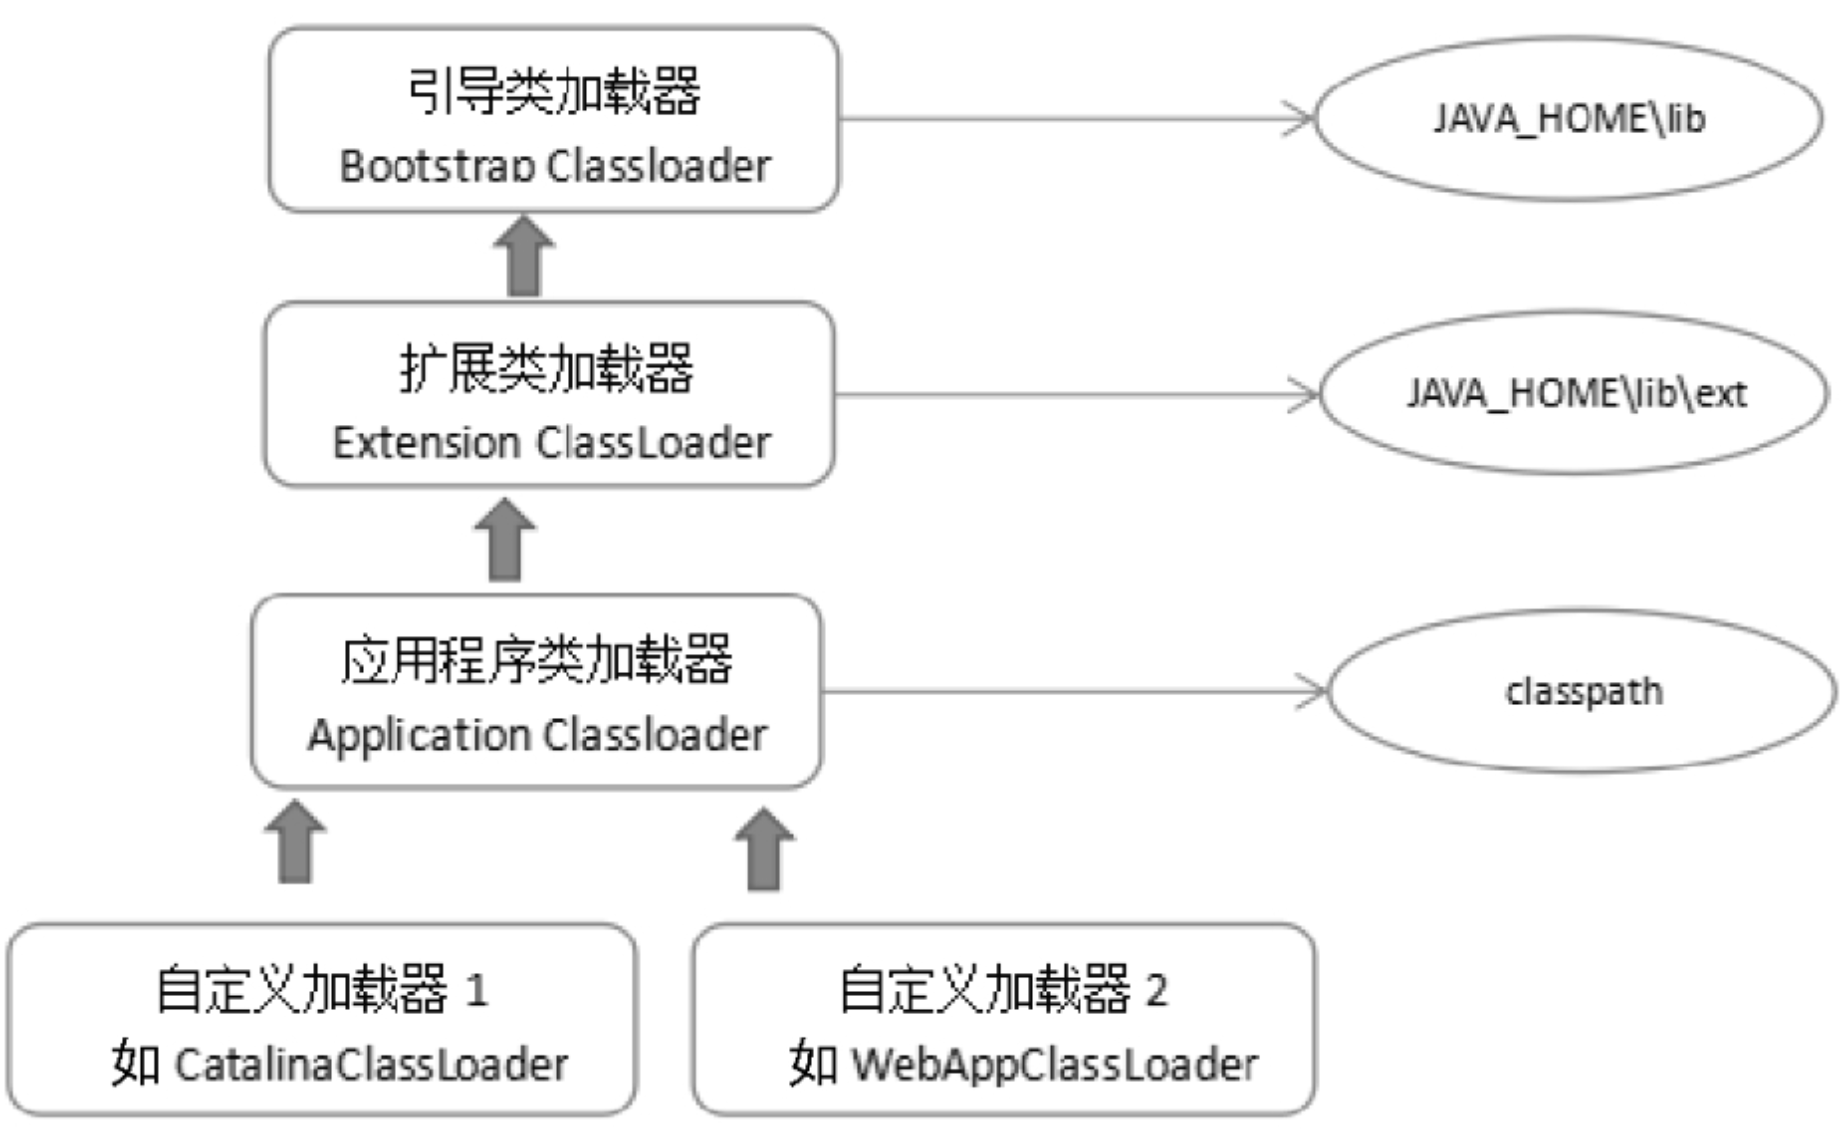 引导类加载器
Bootstrap Classloader
JAVA_HOME\lib
扩展类加载器
Extension ClassLoader
JAVA_HOME\lib\ext
应用程序类加载器
Application Classloader
classpath
自定义加载器 1
如 CatalinaClassLoader
自定义加载器 2
如 WebAppClassLoader